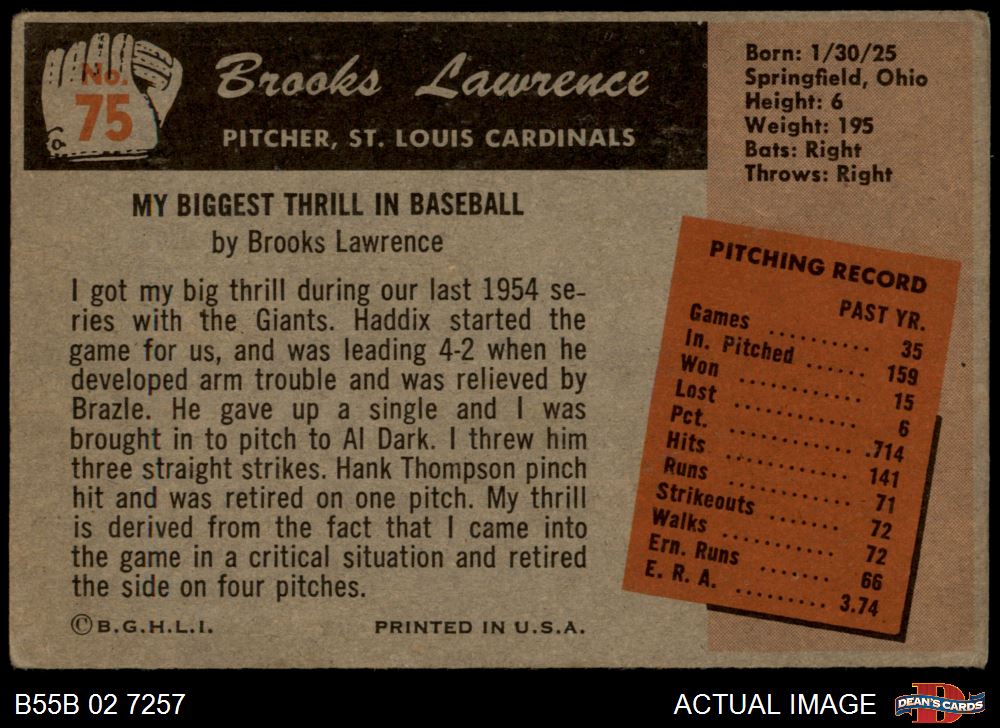 No.
75
Brooks Lawrence
PITCHER, ST. LOUIS CARDINALS
Born: 1/30/25
Springfield, Ohio
Height: 6
Weight: 195
Bats: Right
Throws: Right
MY BIGGEST THRILL IN BASEBALL
by Brooks Lawrence
I got my big thrill during our last 1954 se-
ries with the Giants. Haddix started the
game for us, and was leading 4-2 when he
developed arm trouble and was relieved by
Brazle. He gave up a single and I was
brought in to pitch to Al Dark. I threw him
three straight strikes. Hank Thompson pinch
hit and was retired on one pitch. My thrill
is derived from the fact that I came into
the game in a critical situation and retired
the side on four pitches.
© B.G.H.L.I. PRINTED IN U.S.A.
PITCHING RECORD
PAST YR.
Games .......... 35
In. Pitched ...... 159
Won .......... 15
Lost .......... 6
Pct. .......... .714
Hits .......... 141
Runs .......... 71
Strikeouts ....... 72
Walks .......... 72
Ern. Runs ....... 66
E. R. A. ......... 3.74
B55B 02 7257
ACTUAL IMAGE
D
DEAN'S CARDS